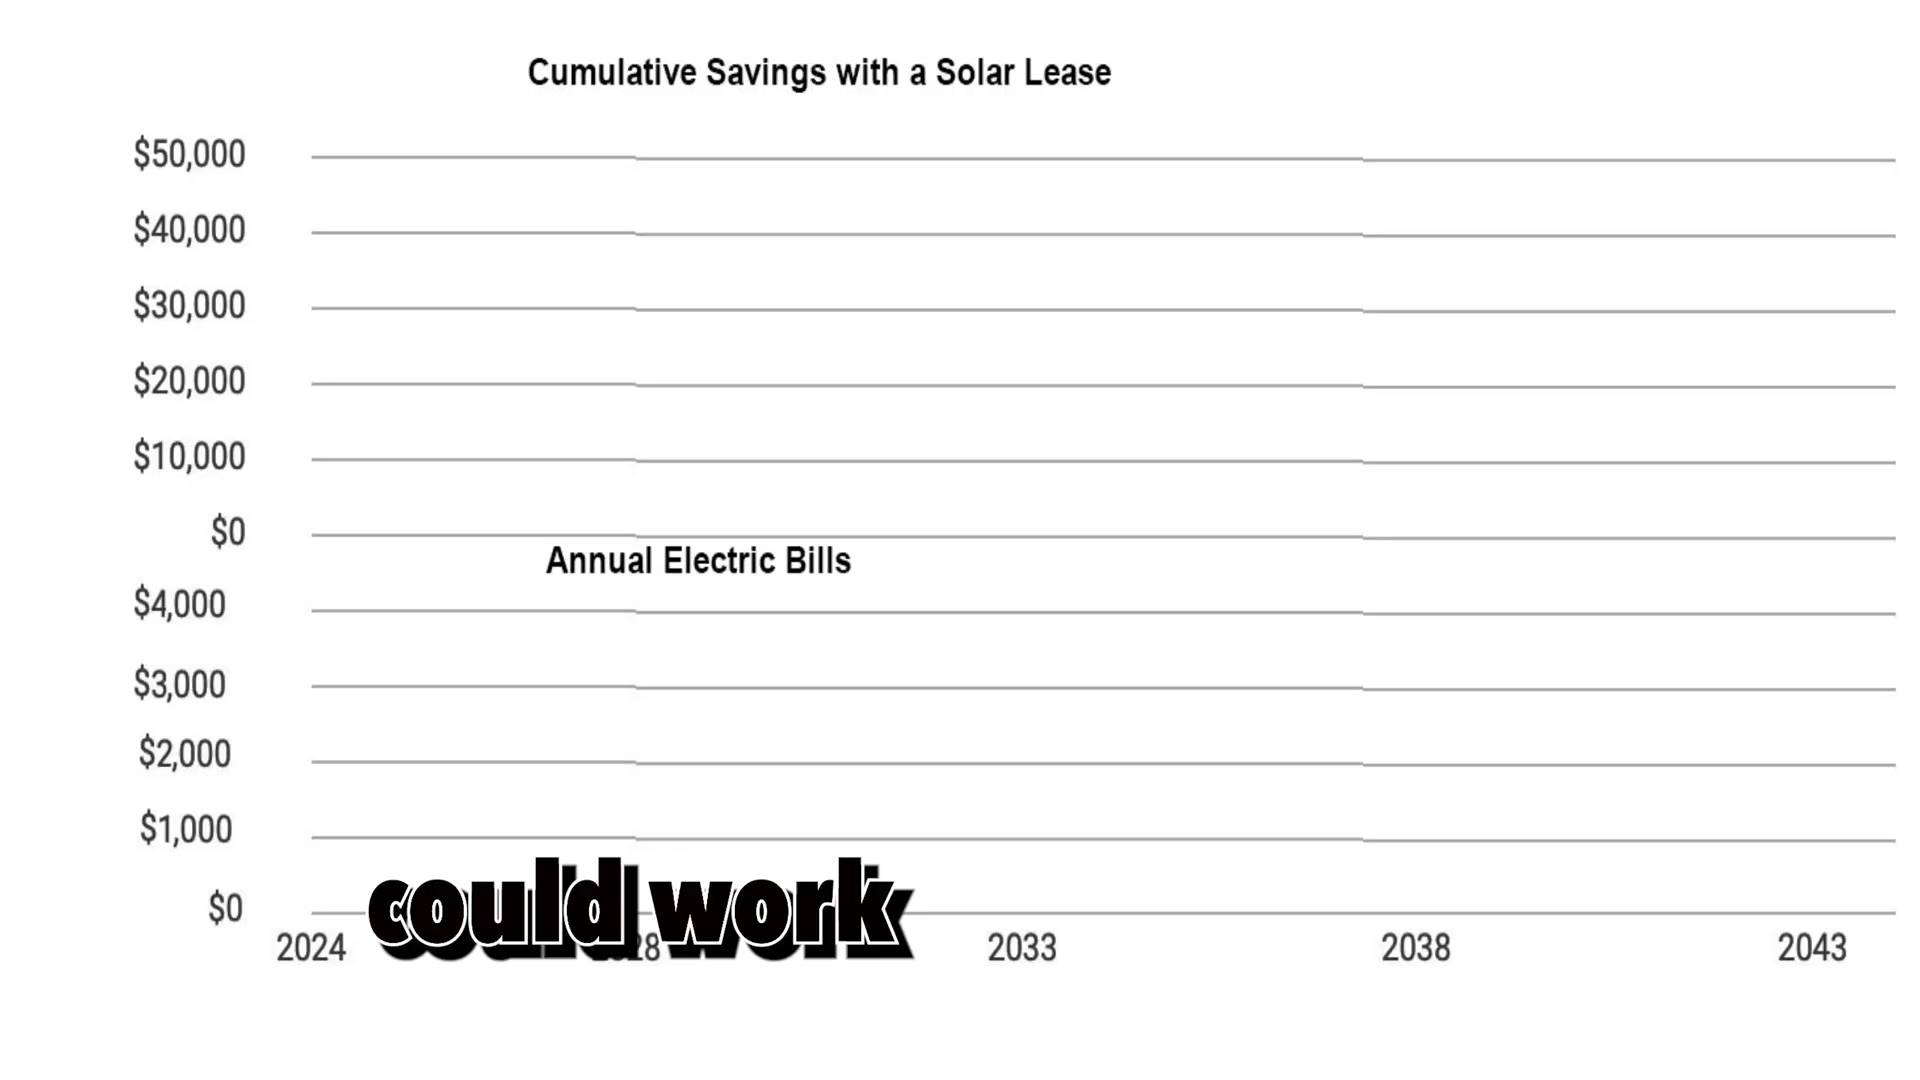 Cumulative Savings with a Solar Lease
$50,000
$40,000
$30,000
$20,000
$10,000
$0
Annual Electric Bills
$4,000
$3,000
$2,000
$1,000
$0
could work
2024 2033 2038 2043